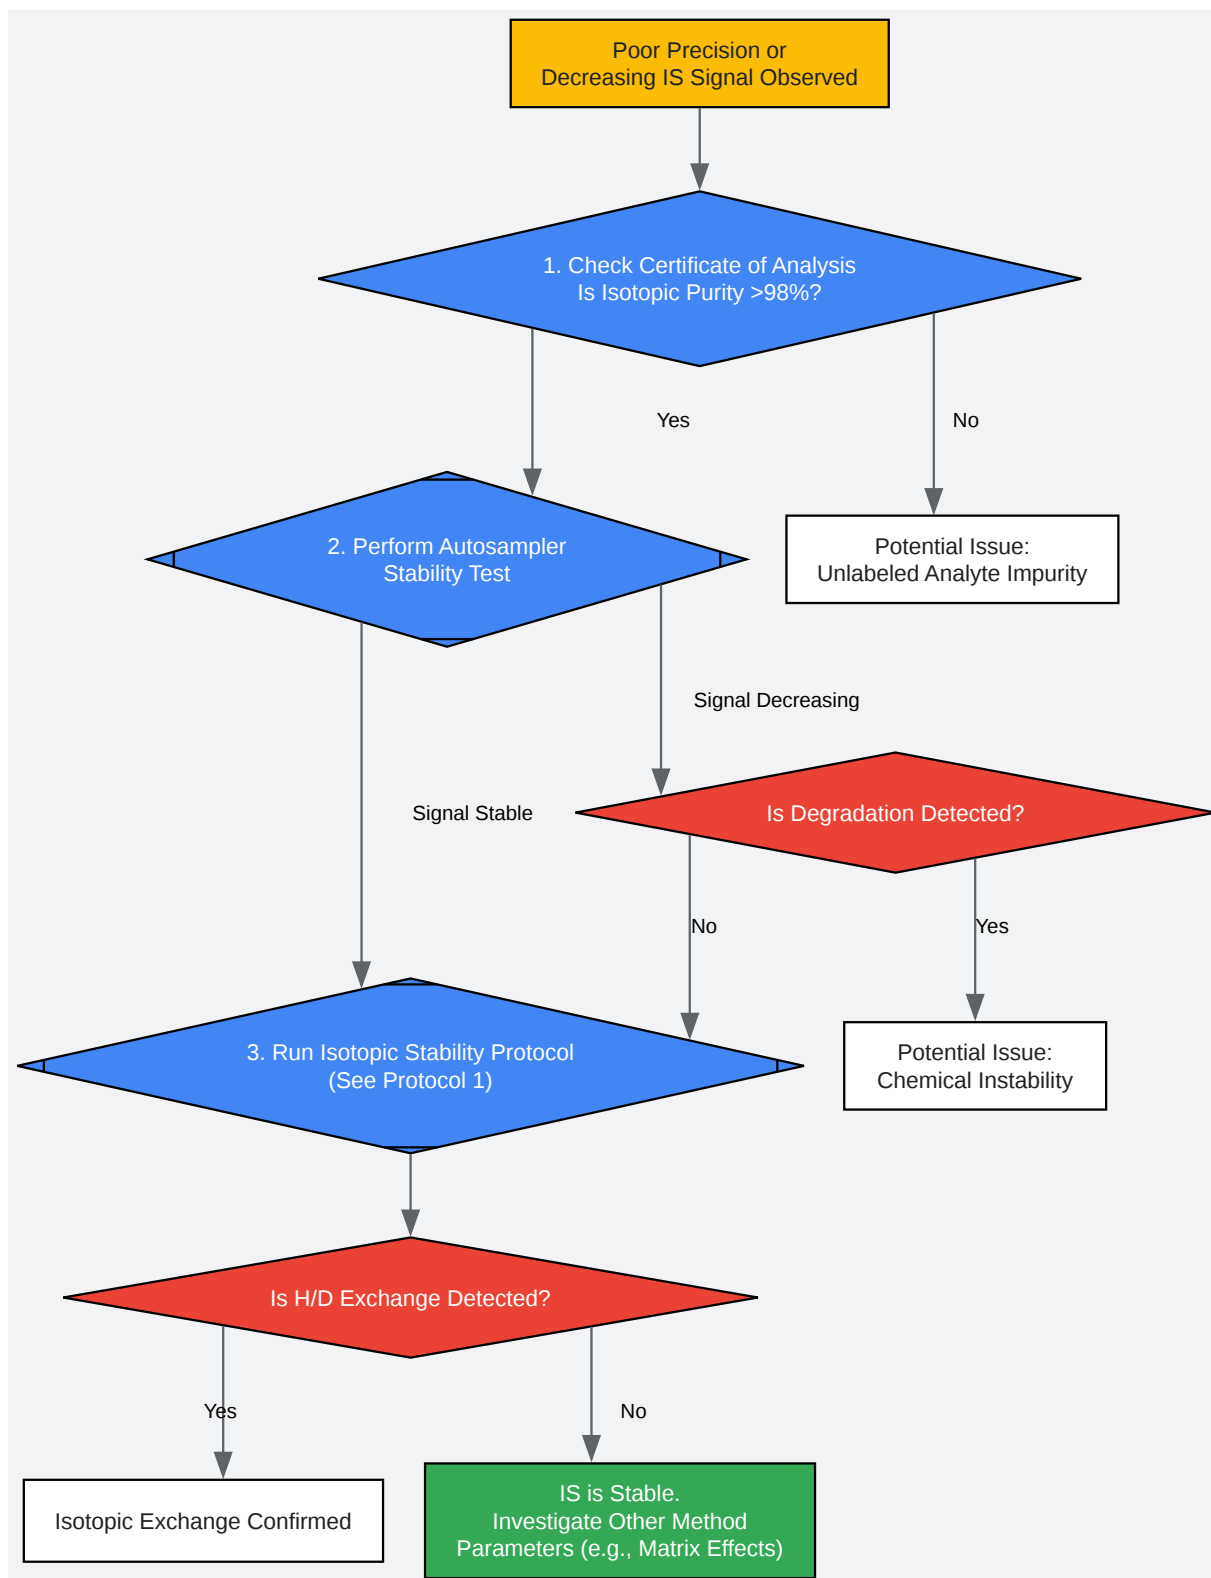 Poor Precision or
Decreasing IS Signal Observed
1. Check Certificate of Analysis
Is Isotopic Purity >98%?
Yes
No
2. Perform Autosampler
Stability Test
Potential Issue:
Unlabeled Analyte Impurity
Signal Decreasing
Signal Stable
Is Degradation Detected?
No
Yes
3. Run Isotopic Stability Protocol
(See Protocol 1)
Potential Issue:
Chemical Instability
Is H/D Exchange Detected?
Yes
No
Isotopic Exchange Confirmed
IS is Stable.
Investigate Other Method
Parameters (e.g., Matrix Effects)